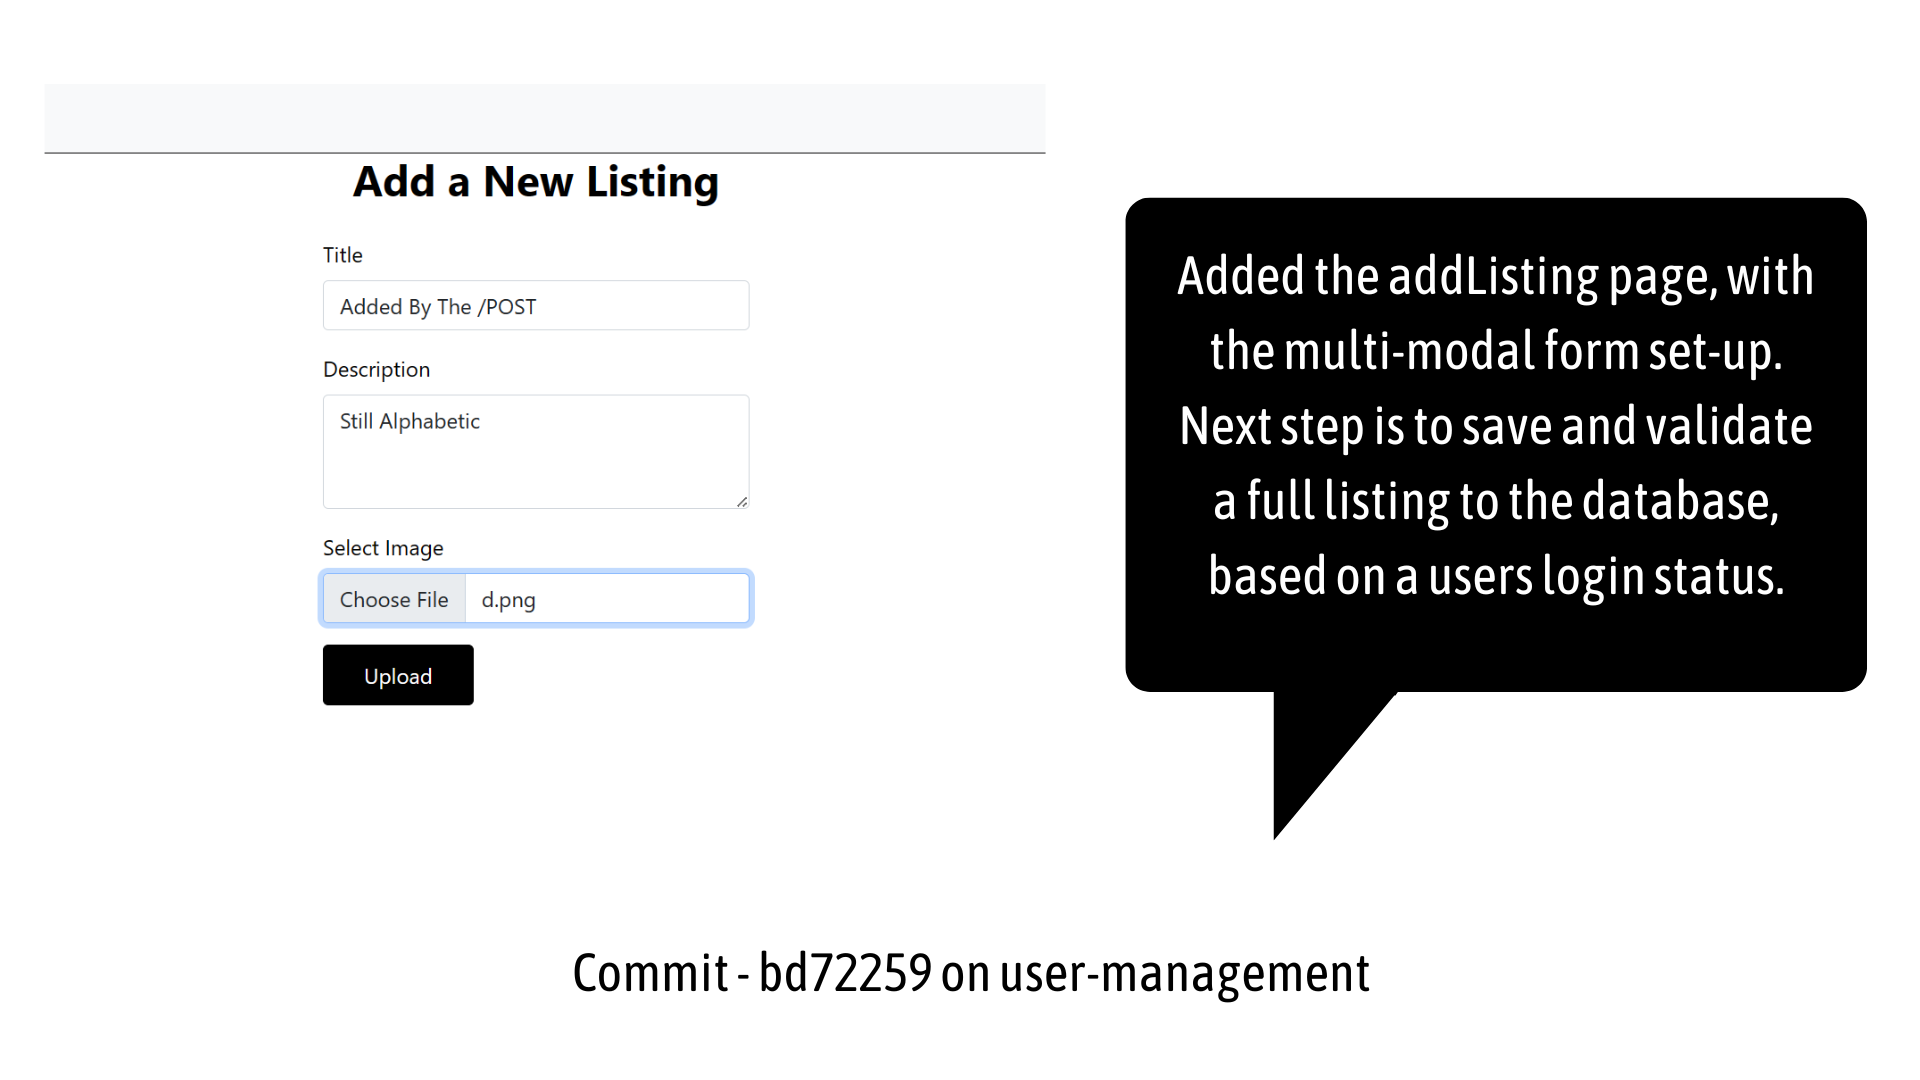 Add a New Listing
Title
Added By The /POST
Description
Still Alphabetic
Select Image
Choose File d.png
Upload
Added the addListing page, with
the multi-modal form set-up.
Next step is to save and validate
a full listing to the database,
based on a users login status.
Commit - bd72259 on user-management